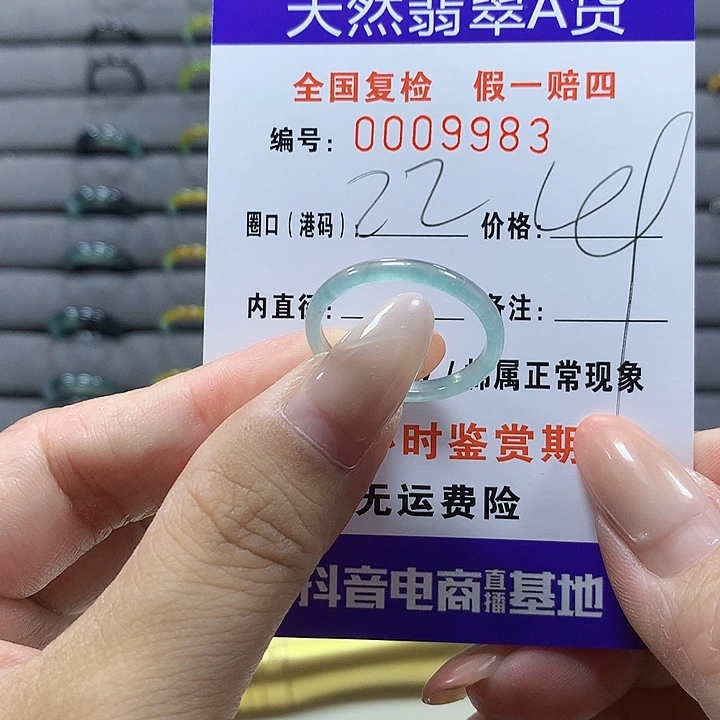 天然翡翠A货
全国复检 假一赔四
编号: 0009983
圈口(港码): 22 价格:
内直径: 备注:
棉属正常现象
时鉴赏期
无运费险
抖音电商直播基地